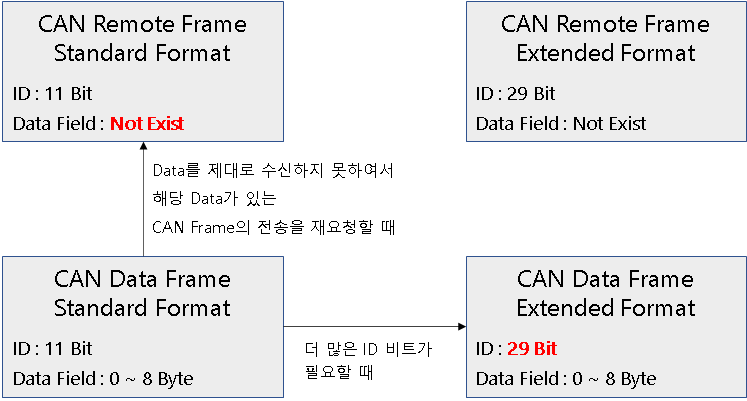 CAN Remote Frame
Standard Format
ID : 11 Bit
Data Field : Not Exist
CAN Remote Frame
Extended Format
ID : 29 Bit
Data Field : Not Exist
Data를 제대로 수신하지 못하여서
해당 Data가 있는
CAN Frame의 전송을 재요청할 때
CAN Data Frame
Standard Format
ID : 11 Bit
Data Field : 0 ~ 8 Byte
더 많은 ID 비트가
필요할 때
CAN Data Frame
Extended Format
ID : 29 Bit
Data Field : 0 ~ 8 Byte